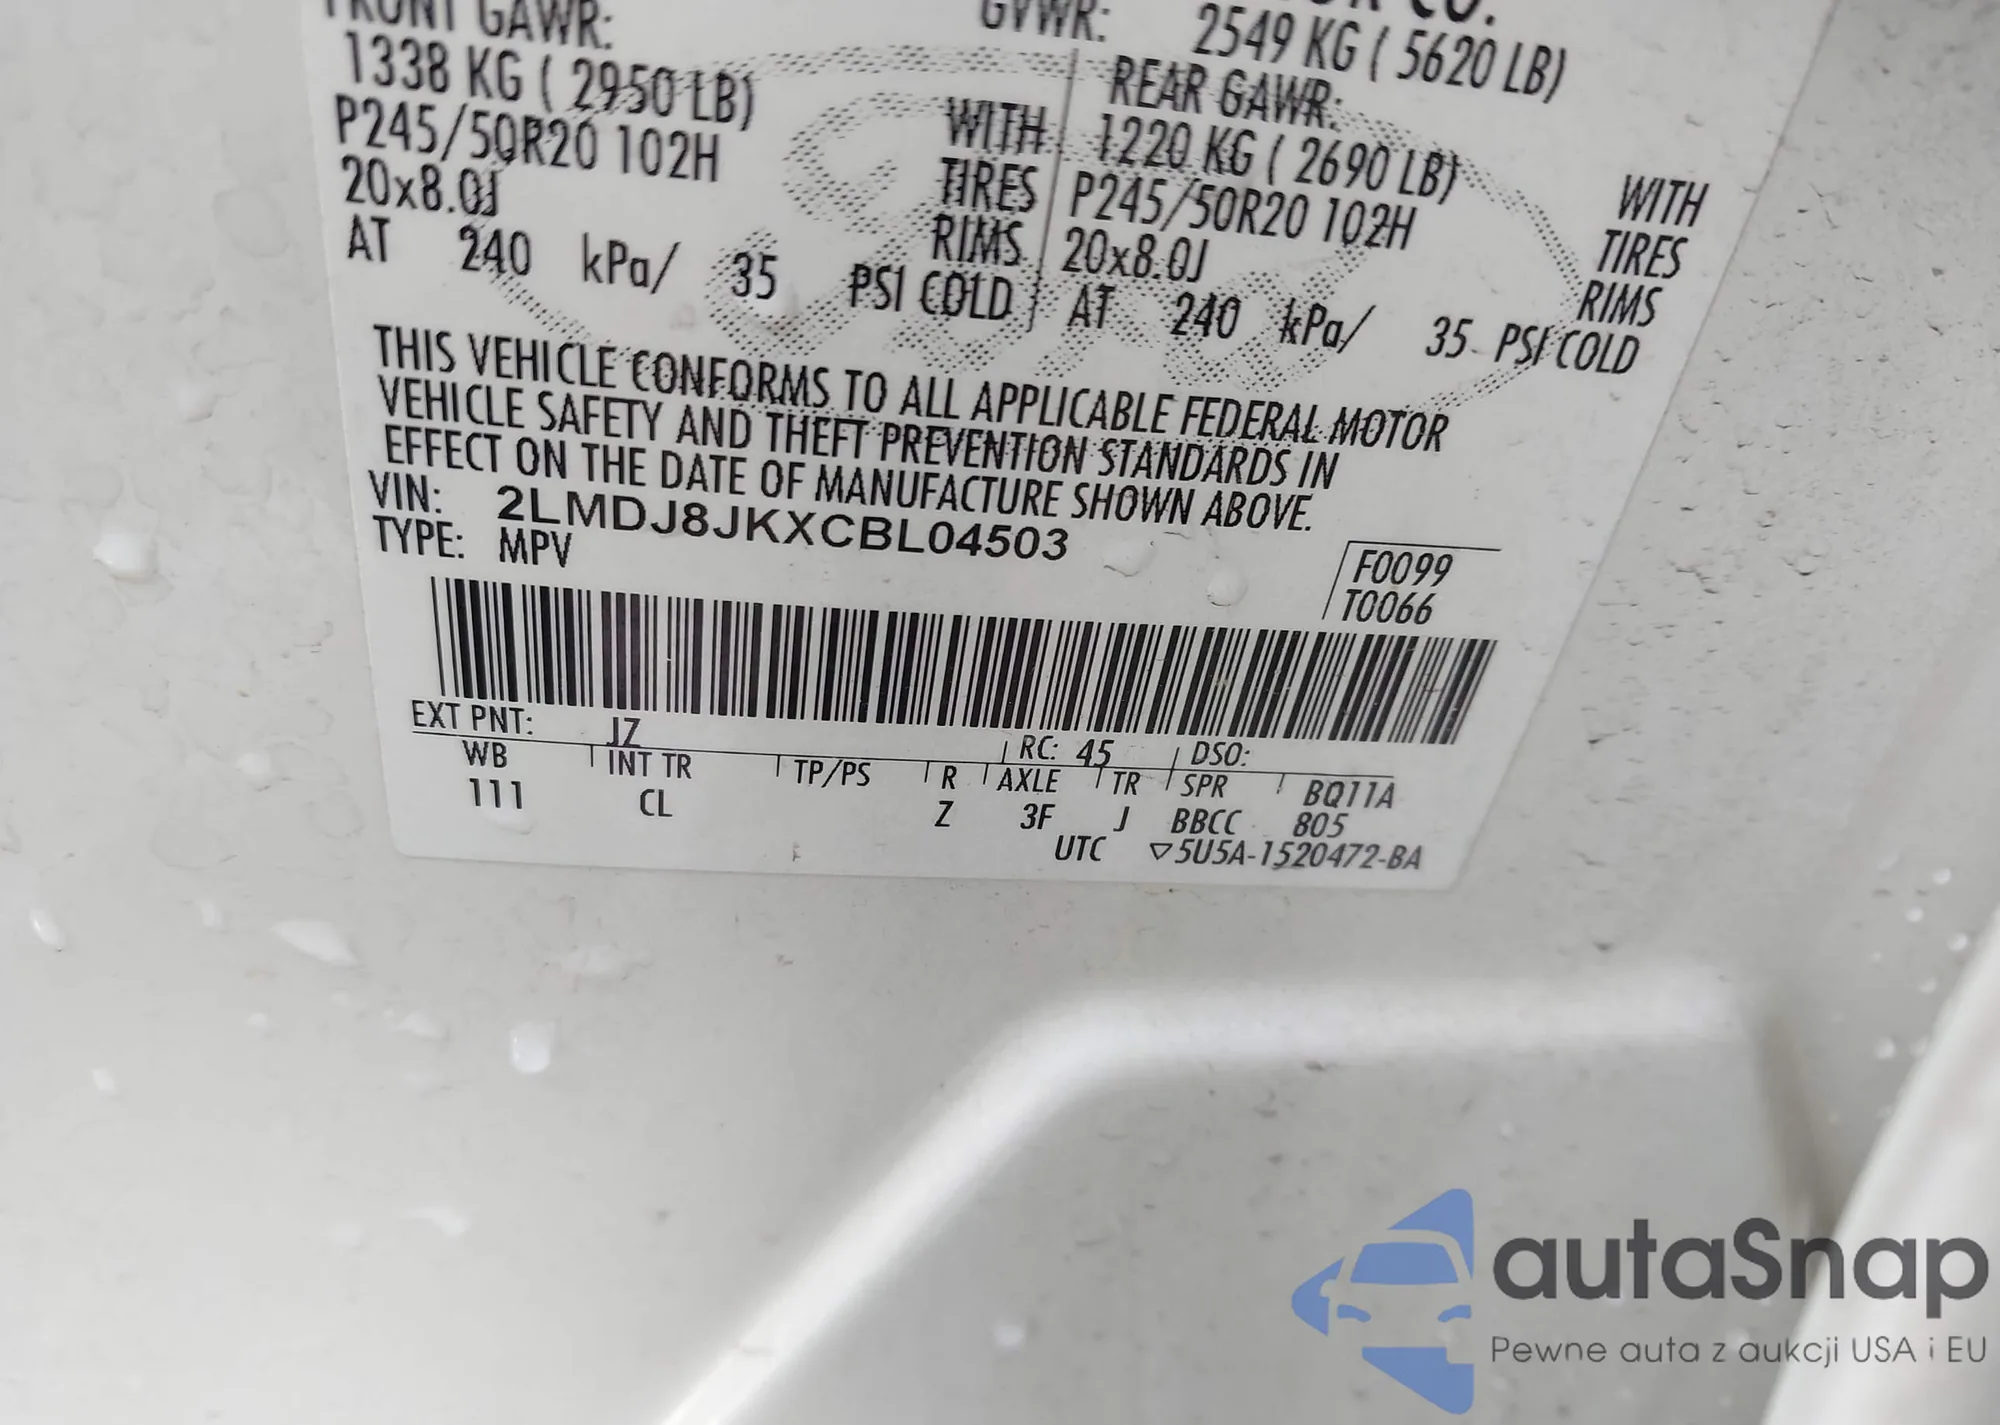 FRONT GAWR:
1338 KG ( 2950 LB)
P245/50R20 102H
20x8.0J
AT 240 kPa/ 35 PSI COLD
WITH
TIRES
RIMS
CO.
GVWR: 2549 KG ( 5620 LB)
REAR GAWR:
1220 KG ( 2690 LB)
P245/50R20 102H
20x8.0J
AT 240 kPa/ 35 PSI COLD
WITH
TIRES
RIMS
THIS VEHICLE CONFORMS TO ALL APPLICABLE FEDERAL MOTOR
VEHICLE SAFETY AND THEFT PREVENTION STANDARDS IN
EFFECT ON THE DATE OF MANUFACTURE SHOWN ABOVE.
VIN: 2LMDJ8JKXCBL04503
TYPE: MPV
F0099
T0066
EXT PNT: JZ RC: 45 DSO:
WB INT TR TP/PS R AXLE TR SPR BQ11A
111 CL Z 3F J BBCC 805
UTC ▽5U5A-1520472-BA
autoSnap
Pewne auta z aukcji USA i EU